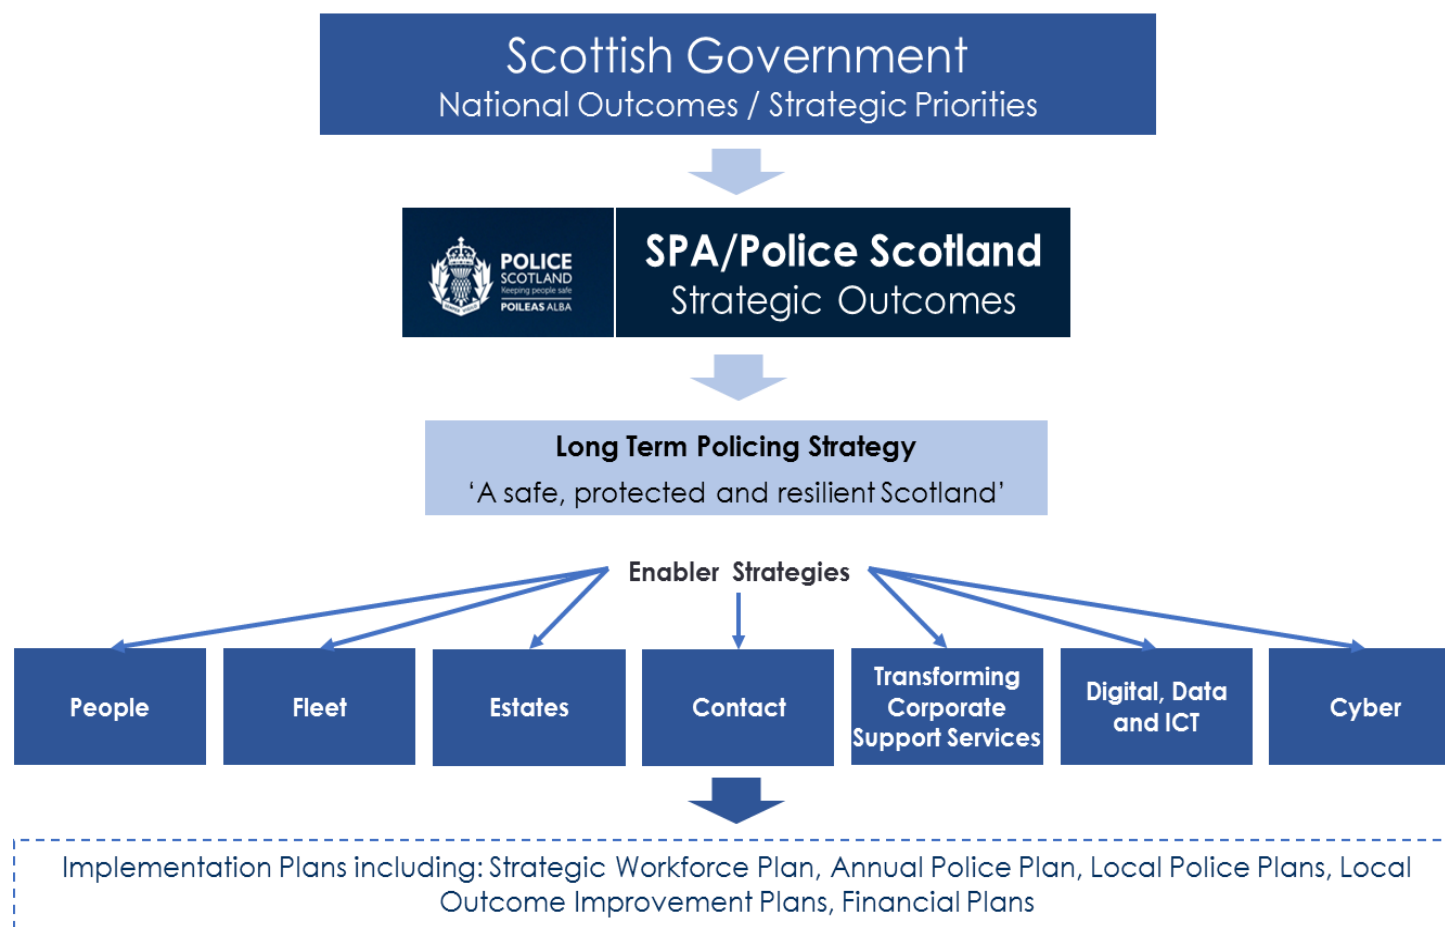 Scottish Government
National Outcomes / Strategic Priorities
POLICE
SCOTLAND
Keeping people safe
POILEAS ALBA
SPA/Police Scotland
Strategic Outcomes
Long Term Policing Strategy
‘A safe, protected and resilient Scotland’
Enabler Strategies
People
Fleet
Estates
Contact
Transforming
Corporate
Support Services
Digital, Data
and ICT
Cyber
Implementation Plans including: Strategic Workforce Plan, Annual Police Plan, Local Police Plans, Local
Outcome Improvement Plans, Financial Plans